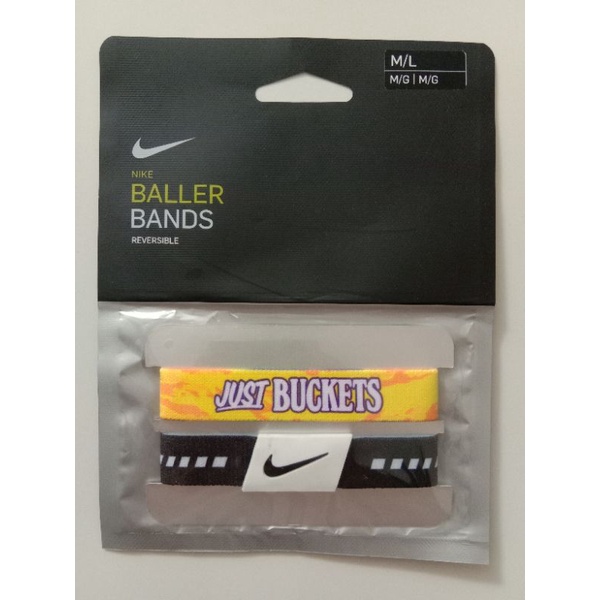 M/L
M/G | M/G
NIKE
BALLER
BANDS
REVERSIBLE
JUST BUCKETS